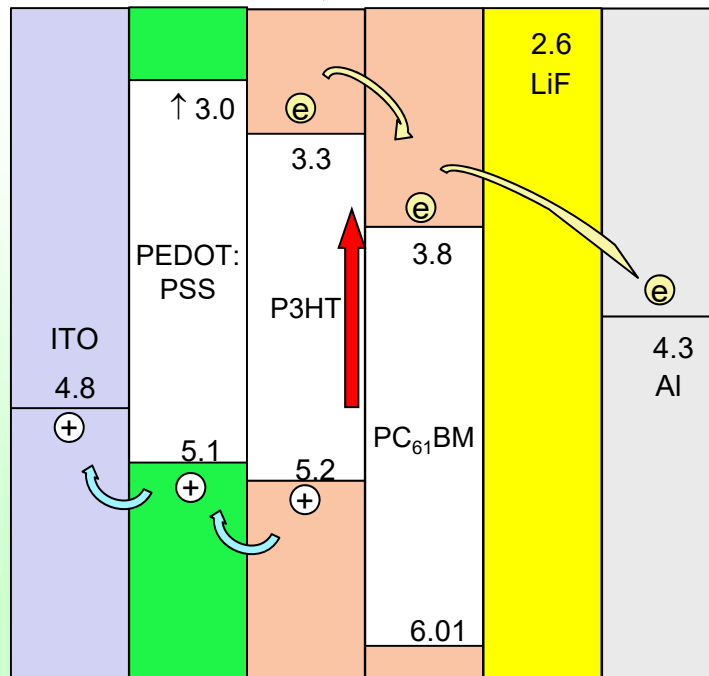 2.6
LiF
↑ 3.0
e
3.3
e
3.8
PEDOT:
PSS
P3HT
e
ITO
4.3
Al
4.8
+
PC₆₁BM
5.1
5.2
+
+
6.01